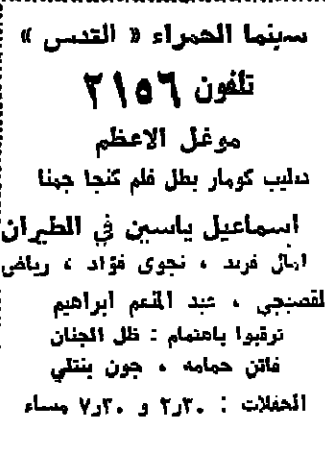 سينما الحمراء « القدس »
تلفون ٢١٥٦
موغل الاعظم
دليب كومار بطل فلم كنجا جمنا
اسماعيل ياسين في الطيران
امال فريد ، نجوى فؤاد ، رياض
القصبجي ، عبد المنعم ابراهيم
ترقبوا باهتمام : ظل الجنان
فاتن حمامه ، جون بنتلي
الحفلات : ٢٫٣٠ و ٧٫٣٠ مساء